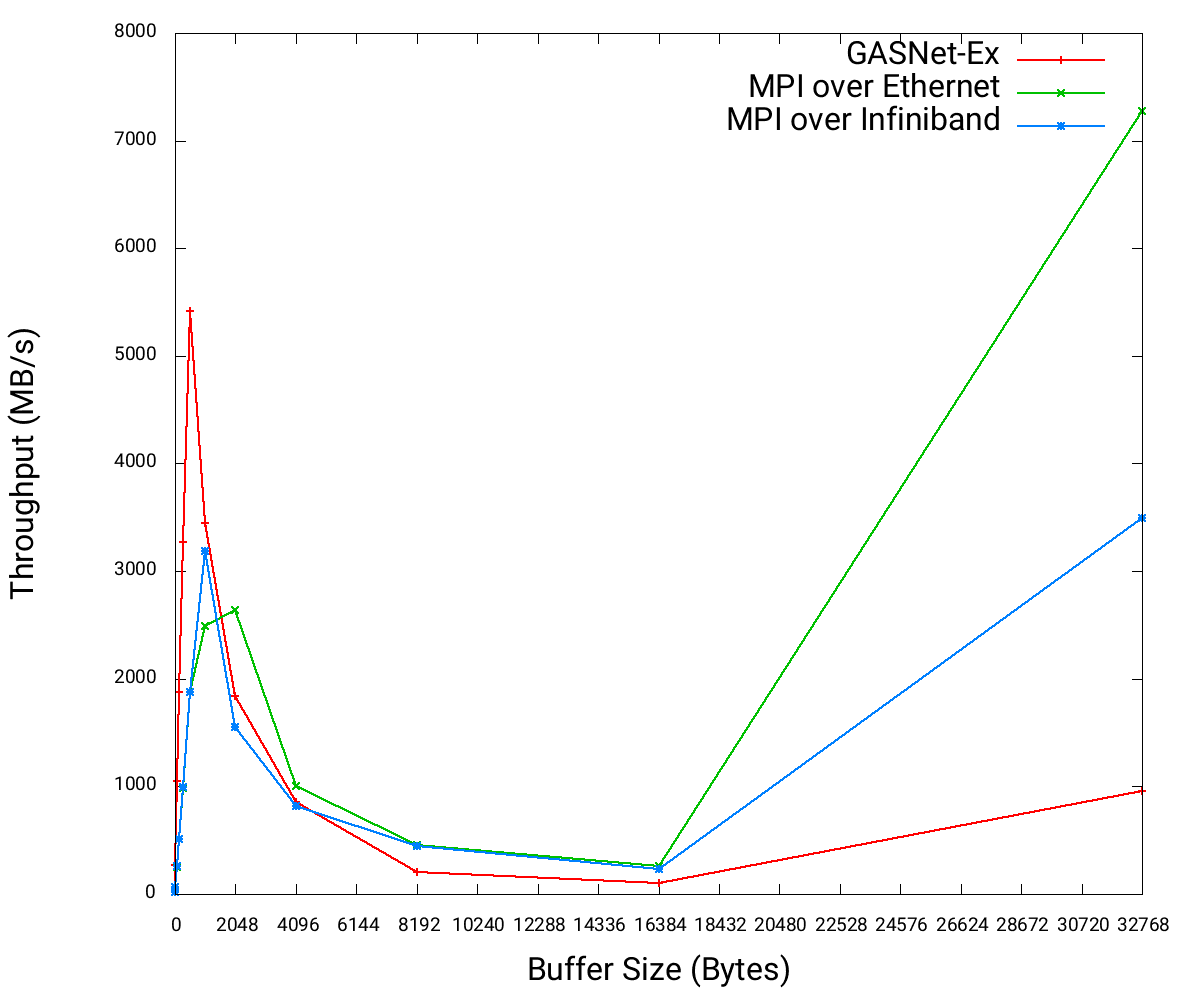 8000
7000
6000
5000
4000
3000
2000
1000
0
Throughput (MB/s)
GASNet-Ex
MPI over Ethernet
MPI over Infiniband
0 2048 4096 6144 8192 10240 12288 14336 16384 18432 20480 22528 24576 26624 28672 30720 32768
Buffer Size (Bytes)